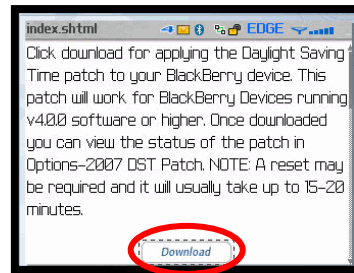 index.shtml EDGE
Click download for applying the Daylight Saving
Time patch to your BlackBerry device. This
patch will work for BlackBerry Devices running
v4.0.0 software or higher. Once downloaded
you can view the status of the patch in
Options-2007 DST Patch. NOTE: A reset may
be required and it will usually take up to 15-20
minutes.
Download